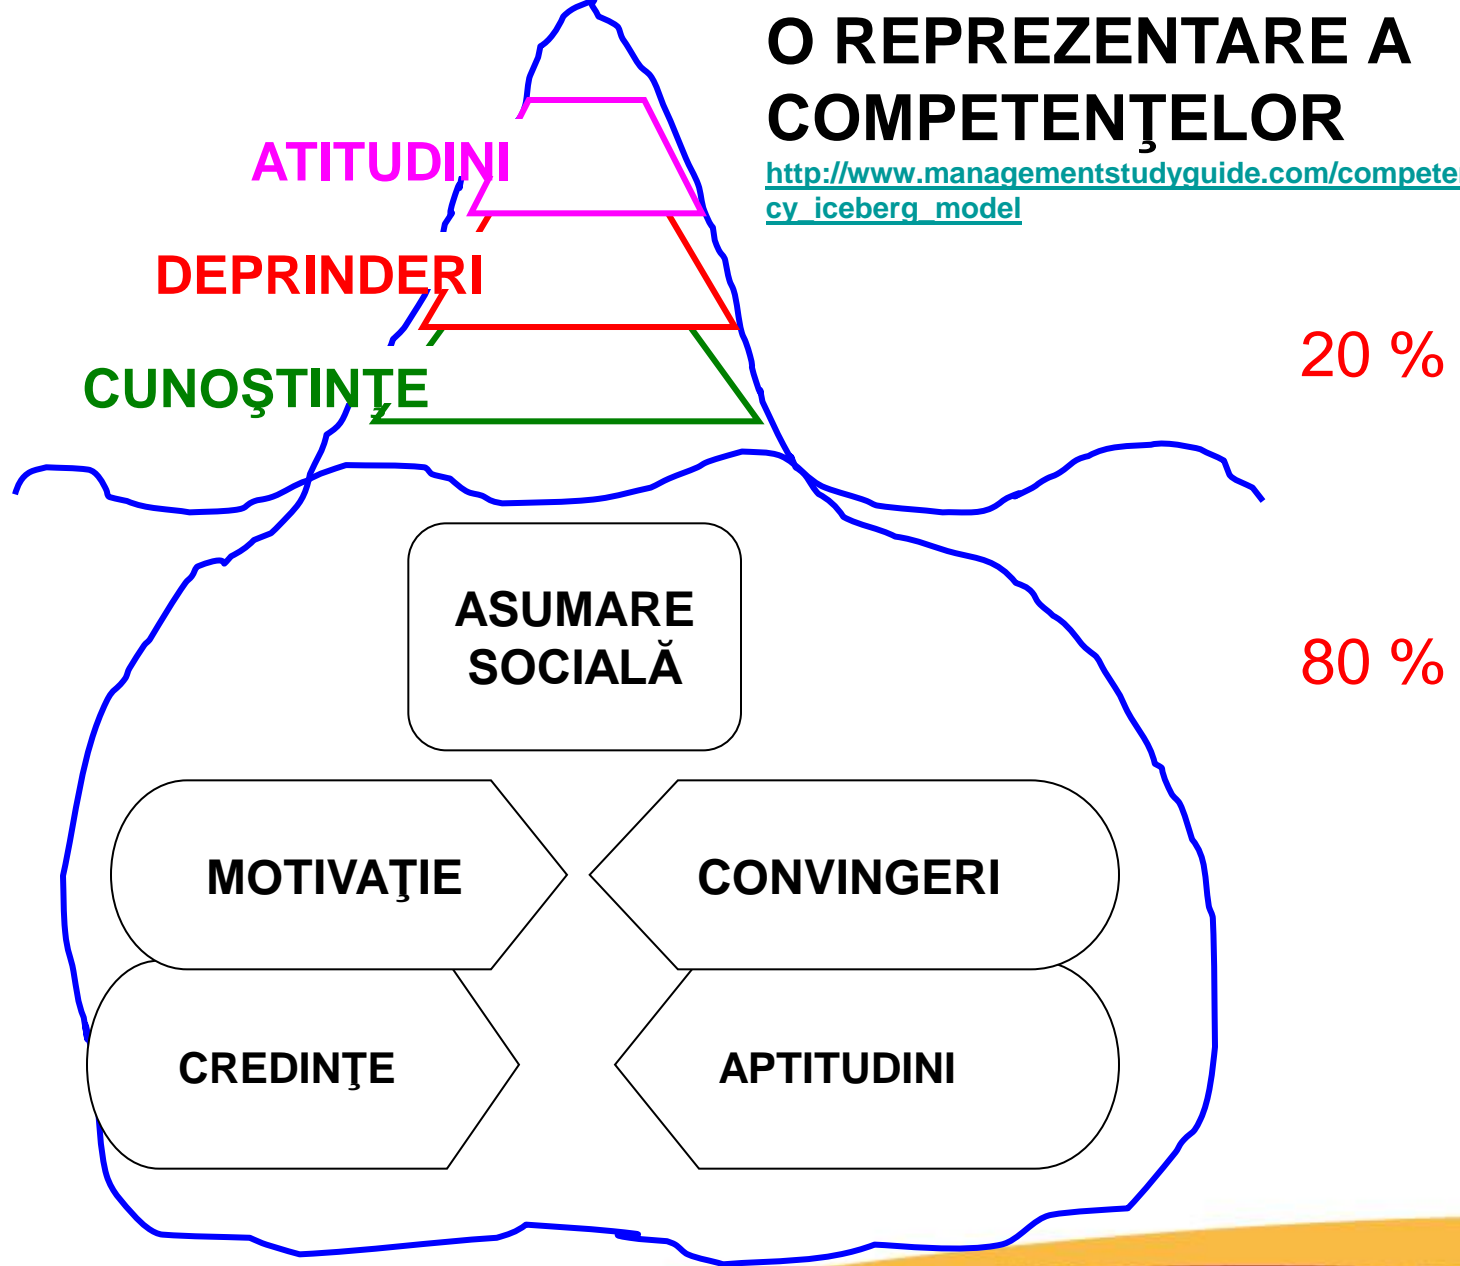 O REPREZENTARE A
COMPETENŢELOR
http://www.managementstudyguide.com/compete
cy_iceberg_model
ATITUDINI
DEPRINDERI
CUNOŞTINŢE
20 %
ASUMARE
SOCIALĂ
80 %
MOTIVAŢIE
CONVINGERI
CREDINŢE
APTITUDINI